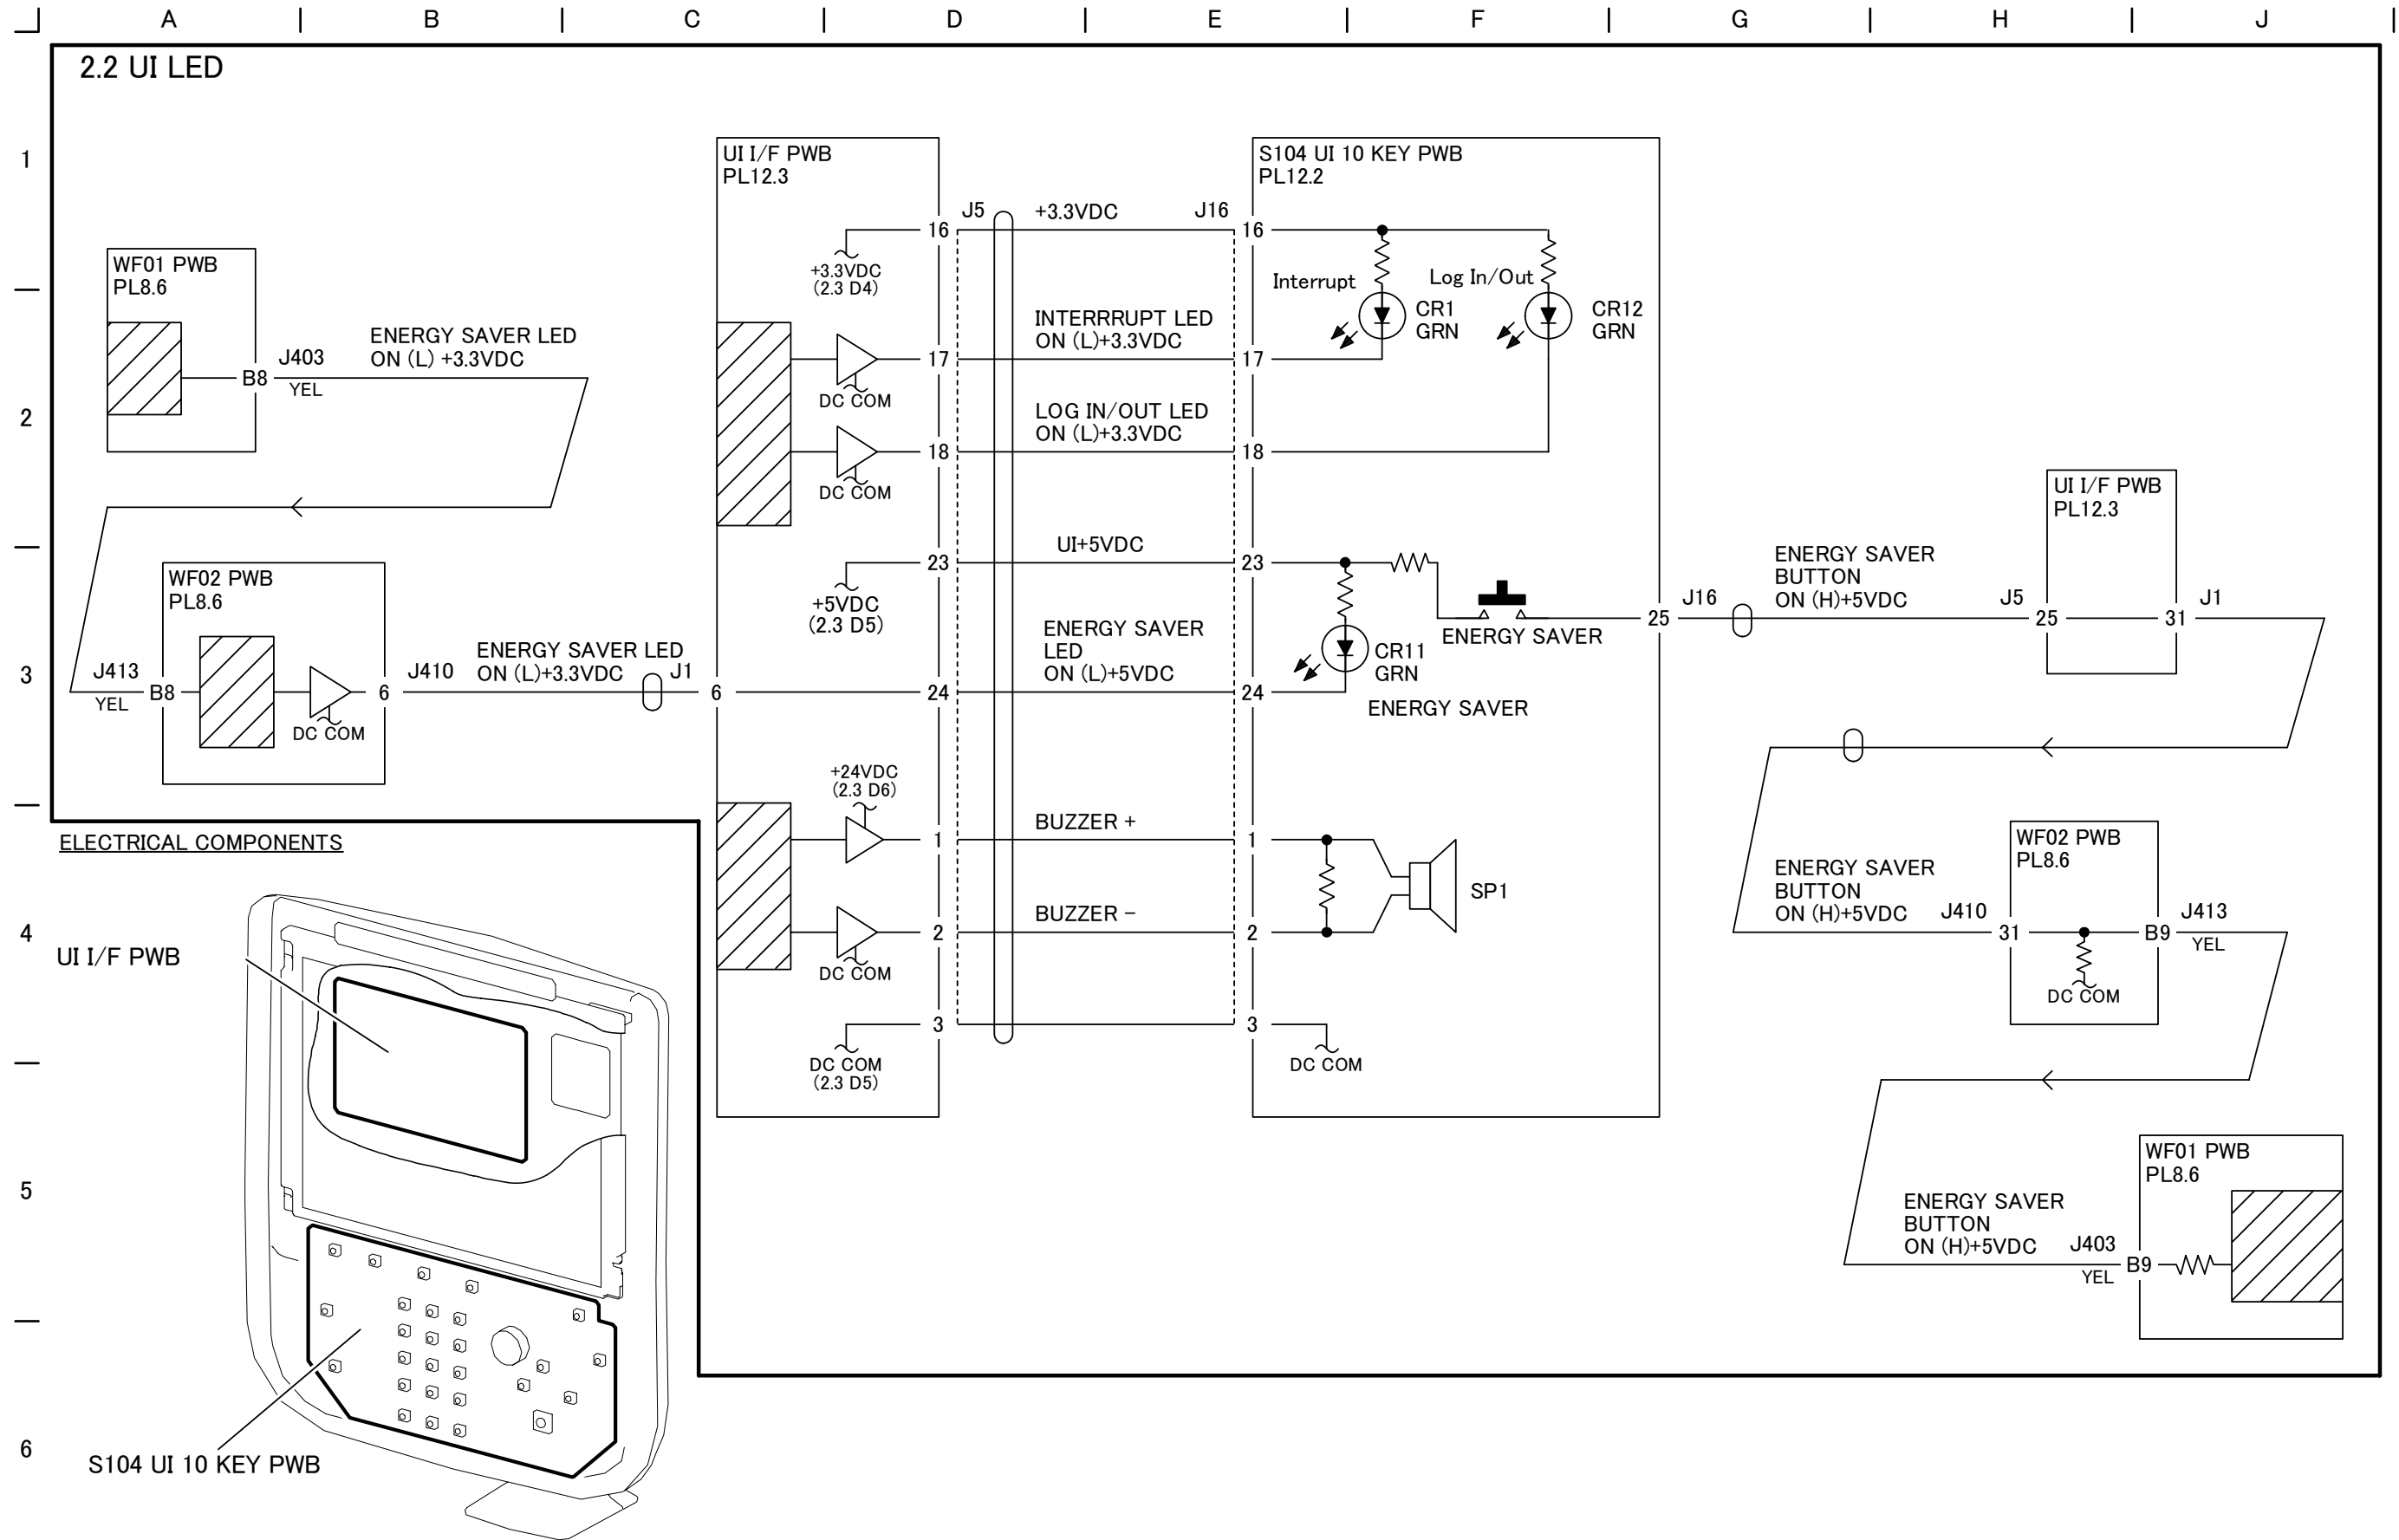 A B C D E F G H J
2.2 UI LED
1
2
3
4
5
6
WF01 PWB
PL8.6
B8
J403
YEL
ENERGY SAVER LED
ON (L) +3.3VDC
WF02 PWB
PL8.6
J413
YEL
B8
DC COM
6
J410
ENERGY SAVER LED
ON (L)+3.3VDC
J1
6
UI I/F PWB
PL12.3
+3.3VDC
(2.3 D4)
16
J5
+3.3VDC
J16
16
DC COM
17
INTERRRUPT LED
ON (L)+3.3VDC
17
DC COM
18
LOG IN/OUT LED
ON (L)+3.3VDC
18
+5VDC
(2.3 D5)
23
UI+5VDC
23
24
ENERGY SAVER
LED
ON (L)+5VDC
24
+24VDC
(2.3 D6)
1
BUZZER +
1
DC COM
2
BUZZER −
2
DC COM
(2.3 D5)
3
3
DC COM
S104 UI 10 KEY PWB
PL12.2
Interrupt
CR1
GRN
Log In/Out
CR12
GRN
CR11
GRN
ENERGY SAVER
ENERGY SAVER
SP1
25
J16
ENERGY SAVER
BUTTON
ON (H)+5VDC
J5
UI I/F PWB
PL12.3
25
31
J1
ENERGY SAVER
BUTTON
ON (H)+5VDC
J410
WF02 PWB
PL8.6
31
DC COM
B9
J413
YEL
ENERGY SAVER
BUTTON
ON (H)+5VDC
J403
YEL
WF01 PWB
PL8.6
B9
ELECTRICAL COMPONENTS
UI I/F PWB
S104 UI 10 KEY PWB